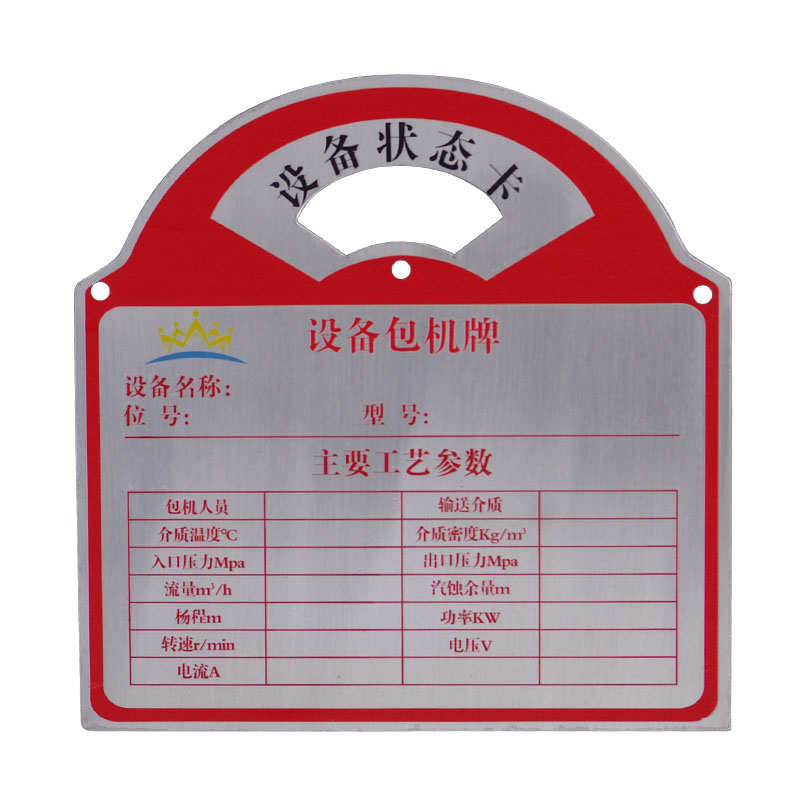 设备状态卡
设备包机牌
设备名称:
位 号: 型 号:
主要工艺参数
包机人员 输送介质
介质温度℃ 介质密度Kg/m³
入口压力Mpa 出口压力Mpa
流量m³/h 汽蚀余量m
杨程m 功率KW
转速r/min 电压V
电流A